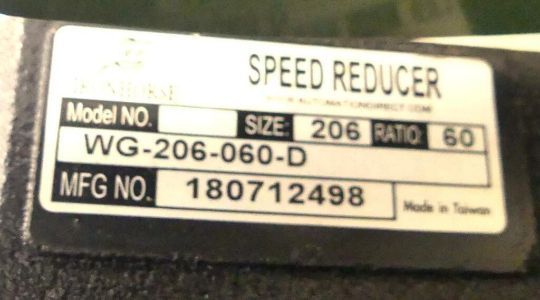 IRONHORSE
SPEED REDUCER
WWW.AUTOMATIONDIRECT.COM
Model NO. SIZE: 206 RATIO: 60
WG-206-060-D
MFG NO. 180712498
Made in Taiwan